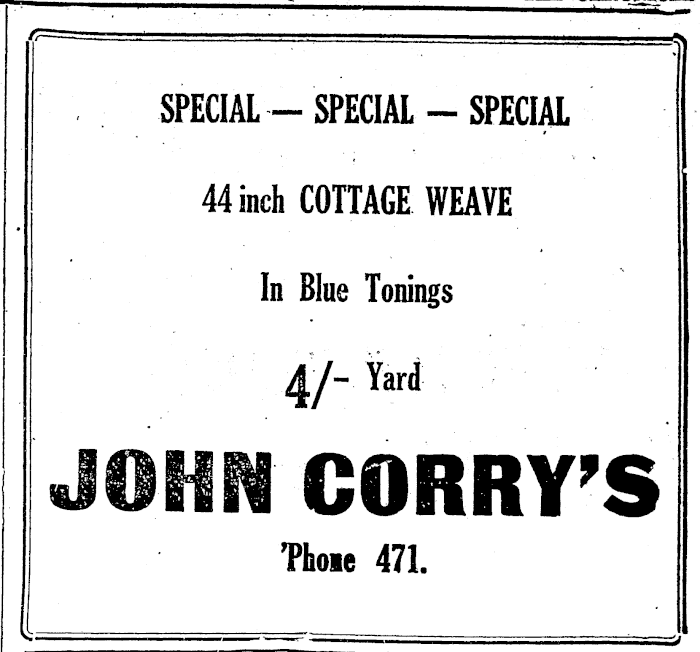 SPECIAL — SPECIAL — SPECIAL
44 inch COTTAGE WEAVE
In Blue Tonings
4/- Yard
JOHN CORRY'S
'Phone 471.